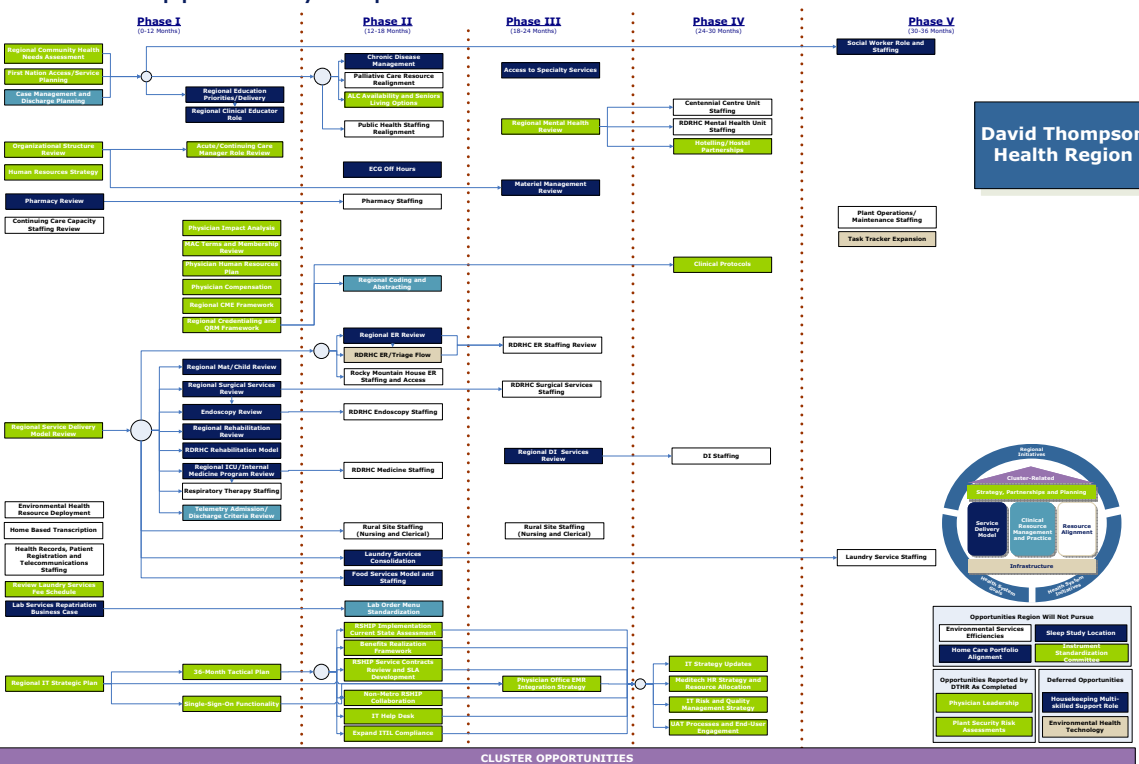 Phase I
(0-12 Months)
Phase II
(12-18 Months)
Phase III
(18-24 Months)
Phase IV
(24-30 Months)
Phase V
(30-36 Months)
Regional Community Health
Needs Assessment
First Nation Access/Service
Planning
Case Management and
Discharge Planning
Regional Education
Priorities/Delivery
Regional Clinical Educator
Role
Organizational Structure
Review
Acute/Continuing Care
Manager Role Review
Human Resources Strategy
Pharmacy Review
Continuing Care Capacity
Staffing Review
Physician Impact Analysis
MAC Terms and Membership
Review
Physician Human Resources
Plan
Physician Compensation
Regional CME Framework
Regional Credentialing and
QRM Framework
Regional Mat/Child Review
Regional Surgical Services
Review
Endoscopy Review
Regional Service Delivery
Model Review
Regional Rehabilitation
Review
RDRHC Rehabilitation Model
Regional ICU/Internal
Medicine Program Review
Respiratory Therapy Staffing
Telemetry Admission/
Discharge Criteria Review
Environmental Health
Resource Deployment
Home Based Transcription
Health Records, Patient
Registration and
Telecommunications
Staffing
Review Laundry Services
Fee Schedule
Lab Services Repatriation
Business Case
36-Month Tactical Plan
Regional IT Strategic Plan
Single-Sign-On Functionality
Chronic Disease
Management
Palliative Care Resource
Realignment
ALC Availability and Seniors
Living Options
Public Health Staffing
Realignment
ECG Off Hours
Pharmacy Staffing
Regional Coding and
Abstracting
Regional ER Review
RDRHC ER/Triage Flow
Rocky Mountain House ER
Staffing and Access
RDRHC Endoscopy Staffing
RDRHC Medicine Staffing
Rural Site Staffing
(Nursing and Clerical)
Laundry Services
Consolidation
Food Services Model and
Staffing
Lab Order Menu
Standardization
RSHIP Implementation
Current State Assessment
Benefits Realization
Framework
RSHIP Service Contracts
Review and SLA
Development
Non-Metro RSHIP
Collaboration
IT Help Desk
Expand ITIL Compliance
Access to Specialty Services
Regional Mental Health
Review
Materiel Management
Review
RDRHC ER Staffing Review
RDRHC Surgical Services
Staffing
Regional DI Services
Review
Rural Site Staffing
(Nursing and Clerical)
Physician Office EMR
Integration Strategy
Centennial Centre Unit
Staffing
RDRHC Mental Health Unit
Staffing
Hotelling/Hostel
Partnerships
Clinical Protocols
DI Staffing
IT Strategy Updates
Meditech HR Strategy and
Resource Allocation
IT Risk and Quality
Management Strategy
UAT Processes and End-User
Engagement
Social Worker Role and
Staffing
Plant Operations/
Maintenance Staffing
Task Tracker Expansion
Laundry Service Staffing
David Thompson
Health Region
Regional
Initiatives
Cluster-Related
Strategy, Partnerships and Planning
Service
Delivery
Model
Clinical
Resource
Management
and Practice
Resource
Alignment
Infrastructure
Health System
Goals
Health System
Initiatives
Opportunities Region Will Not Pursue
Environmental Services
Efficiencies
Sleep Study Location
Home Care Portfolio
Alignment
Instrument
Standardization
Committee
Opportunities Reported by
DTHR As Completed
Physician Leadership
Plant Security Risk
Assessments
Deferred Opportunities
Housekeeping Multi-
skilled Support Role
Environmental Health
Technology
CLUSTER OPPORTUNITIES